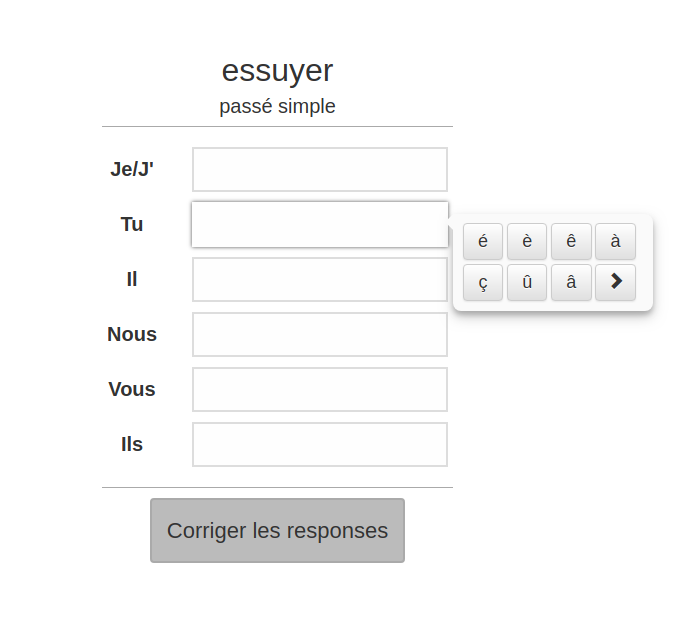 essuyer
passé simple
Je/J'
Tu
Il
Nous
Vous
Ils
é è ê à
ç û â
Corriger les responses